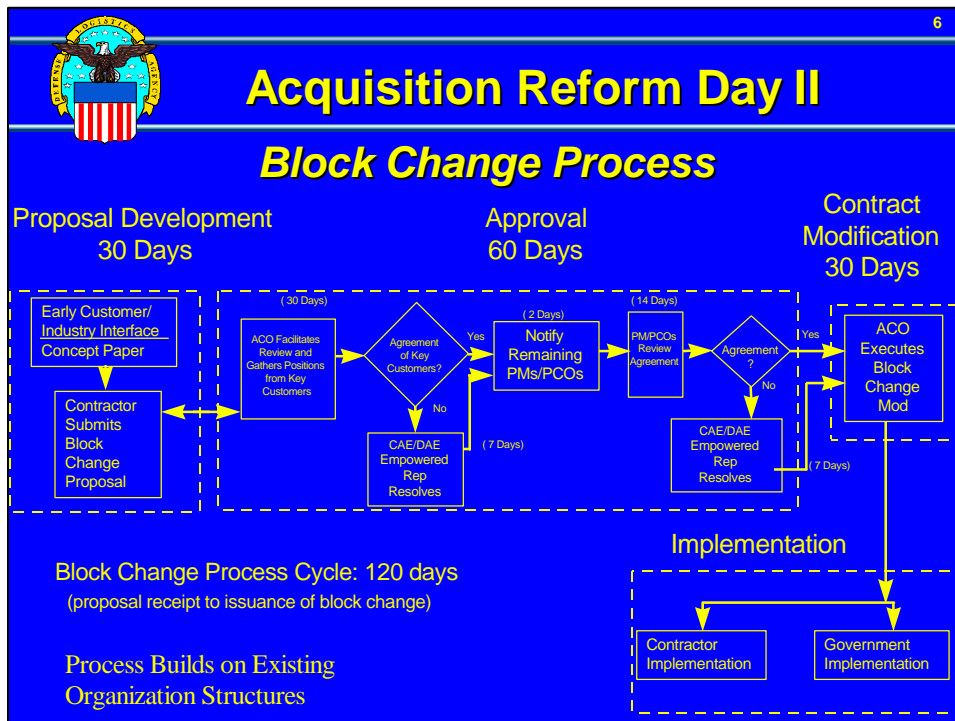 6
DEFENSE LOGISTICS AGENCY
Acquisition Reform Day II
Block Change Process
Proposal Development
30 Days
Approval
60 Days
Contract
Modification
30 Days
Early Customer/
Industry Interface
Concept Paper
Contractor
Submits
Block
Change
Proposal
( 30 Days)
ACO Facilitates
Review and
Gathers Positions
from Key
Customers
Agreement
of Key
Customers?
Yes
No
CAE/DAE
Empowered
Rep
Resolves
( 7 Days)
( 2 Days)
Notify
Remaining
PMs/PCOs
( 14 Days)
PM/PCOs
Review
Agreement
Agreement
?
Yes
No
CAE/DAE
Empowered
Rep
Resolves
( 7 Days)
ACO
Executes
Block
Change
Mod
Implementation
Contractor
Implementation
Government
Implementation
Block Change Process Cycle: 120 days
(proposal receipt to issuance of block change)
Process Builds on Existing
Organization Structures